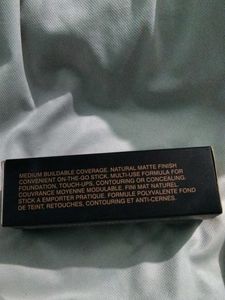 MEDIUM BUILDABLE COVERAGE. NATURAL MATTE FINISH
CONVENIENT ON-THE-GO STICK. MULTI-USE FORMULA FOR
FOUNDATION, TOUCH-UPS, CONTOURING OR CONCEALING.
COUVRANCE MOYENNE MODULABLE. FINI MAT NATUREL.
STICK A EMPORTER PRATIQUE. FORMULE POLYVALENTE FOND
DE TEINT, RETOUCHES, CONTOURING ET ANTI-CERNES.